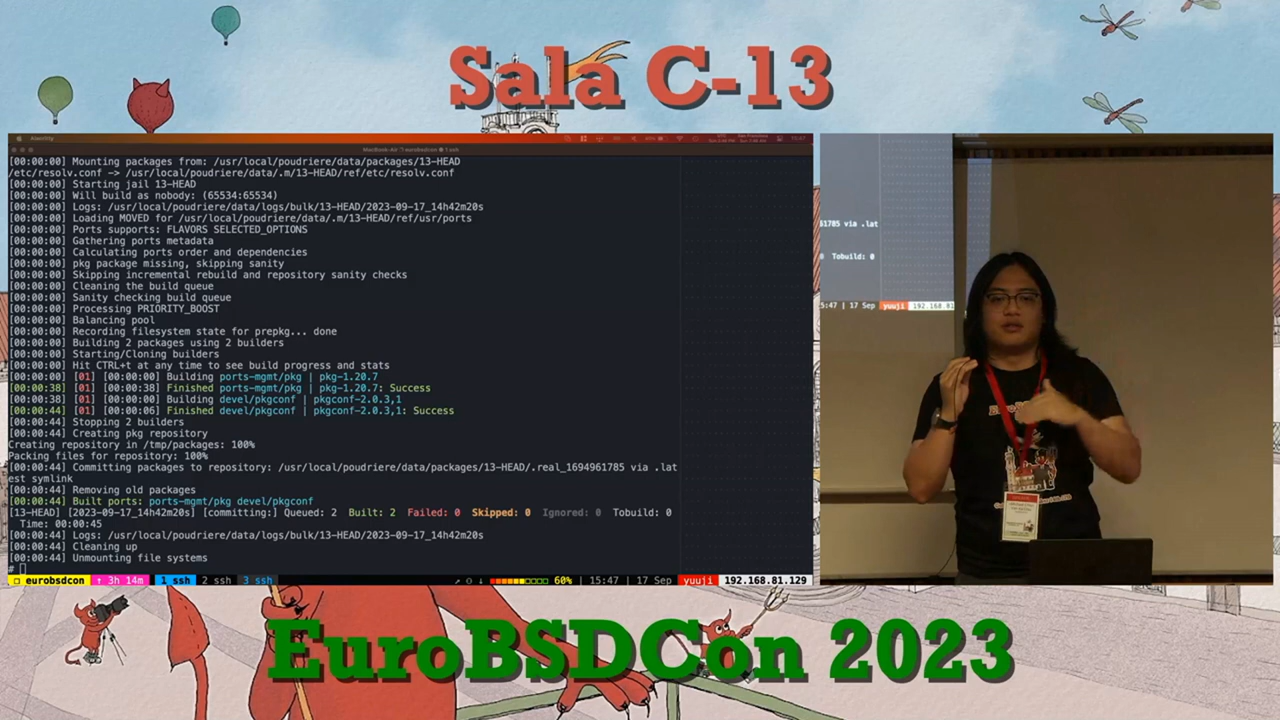 Sala C-13
[00:00:00] Mounting packages from: /usr/local/poudriere/data/packages/13-HEAD
/etc/resolv.conf -> /usr/local/poudriere/data/.m/13-HEAD/ref/etc/resolv.conf
[00:00:00] Starting jail 13-HEAD
[00:00:00] Will build as nobody: (65534:65534)
[00:00:00] Logs: /usr/local/poudriere/data/logs/bulk/13-HEAD/2023-09-17_14h42m20s
[00:00:00] Loading MOVED for /usr/local/poudriere/data/.m/13-HEAD/ref/usr/ports
[00:00:00] Ports supports: FLAVORS SELECTED_OPTIONS
[00:00:00] Gathering ports metadata
[00:00:00] Calculating ports order and dependencies
[00:00:00] pkg package missing, skipping sanity
[00:00:00] Skipping incremental rebuild and repository sanity checks
[00:00:00] Cleaning the build queue
[00:00:00] Sanity checking build queue
[00:00:00] Processing PRIORITY_BOOST
[00:00:00] Balancing pool
[00:00:00] Recording filesystem state for prepkg... done
[00:00:00] Building 2 packages using 2 builders
[00:00:00] Starting/Cloning builders
[00:00:00] Hit CTRL+t at any time to see build progress and stats
[00:00:00] [01] [00:00:00] Building ports-mgmt/pkg | pkg-1.20.7
[00:00:38] [01] [00:00:38] Finished ports-mgmt/pkg | pkg-1.20.7: Success
[00:00:38] [01] [00:00:00] Building devel/pkgconf | pkgconf-2.0.3,1
[00:00:44] [01] [00:00:06] Finished devel/pkgconf | pkgconf-2.0.3,1: Success
[00:00:44] Stopping 2 builders
[00:00:44] Creating pkg repository
Creating repository in /tmp/packages: 100%
Packing files for repository: 100%
[00:00:44] Committing packages to repository: /usr/local/poudriere/data/packages/13-HEAD/.real_1694961785 via .lat
est symlink
[00:00:44] Removing old packages
[00:00:44] Built ports: ports-mgmt/pkg devel/pkgconf
[13-HEAD] [2023-09-17_14h42m20s] [committing:] Queued: 2 Built: 2 Failed: 0 Skipped: 0 Ignored: 0 Tobuild: 0
Time: 00:00:45
[00:00:44] Logs: /usr/local/poudriere/data/logs/bulk/13-HEAD/2023-09-17_14h42m20s
[00:00:44] Cleaning up
[00:00:44] Unmounting file systems
#
eurobsdcon ↑ 3h 14m 1 ssh 2 ssh 3 ssh 60% | 15:47 | 17 Sep yuuji 192.168.81.129
61785 via .lat
0 Tobuild: 0
5:47 | 17 Sep yuuji 192.168.81
EuroBSDCon 2023